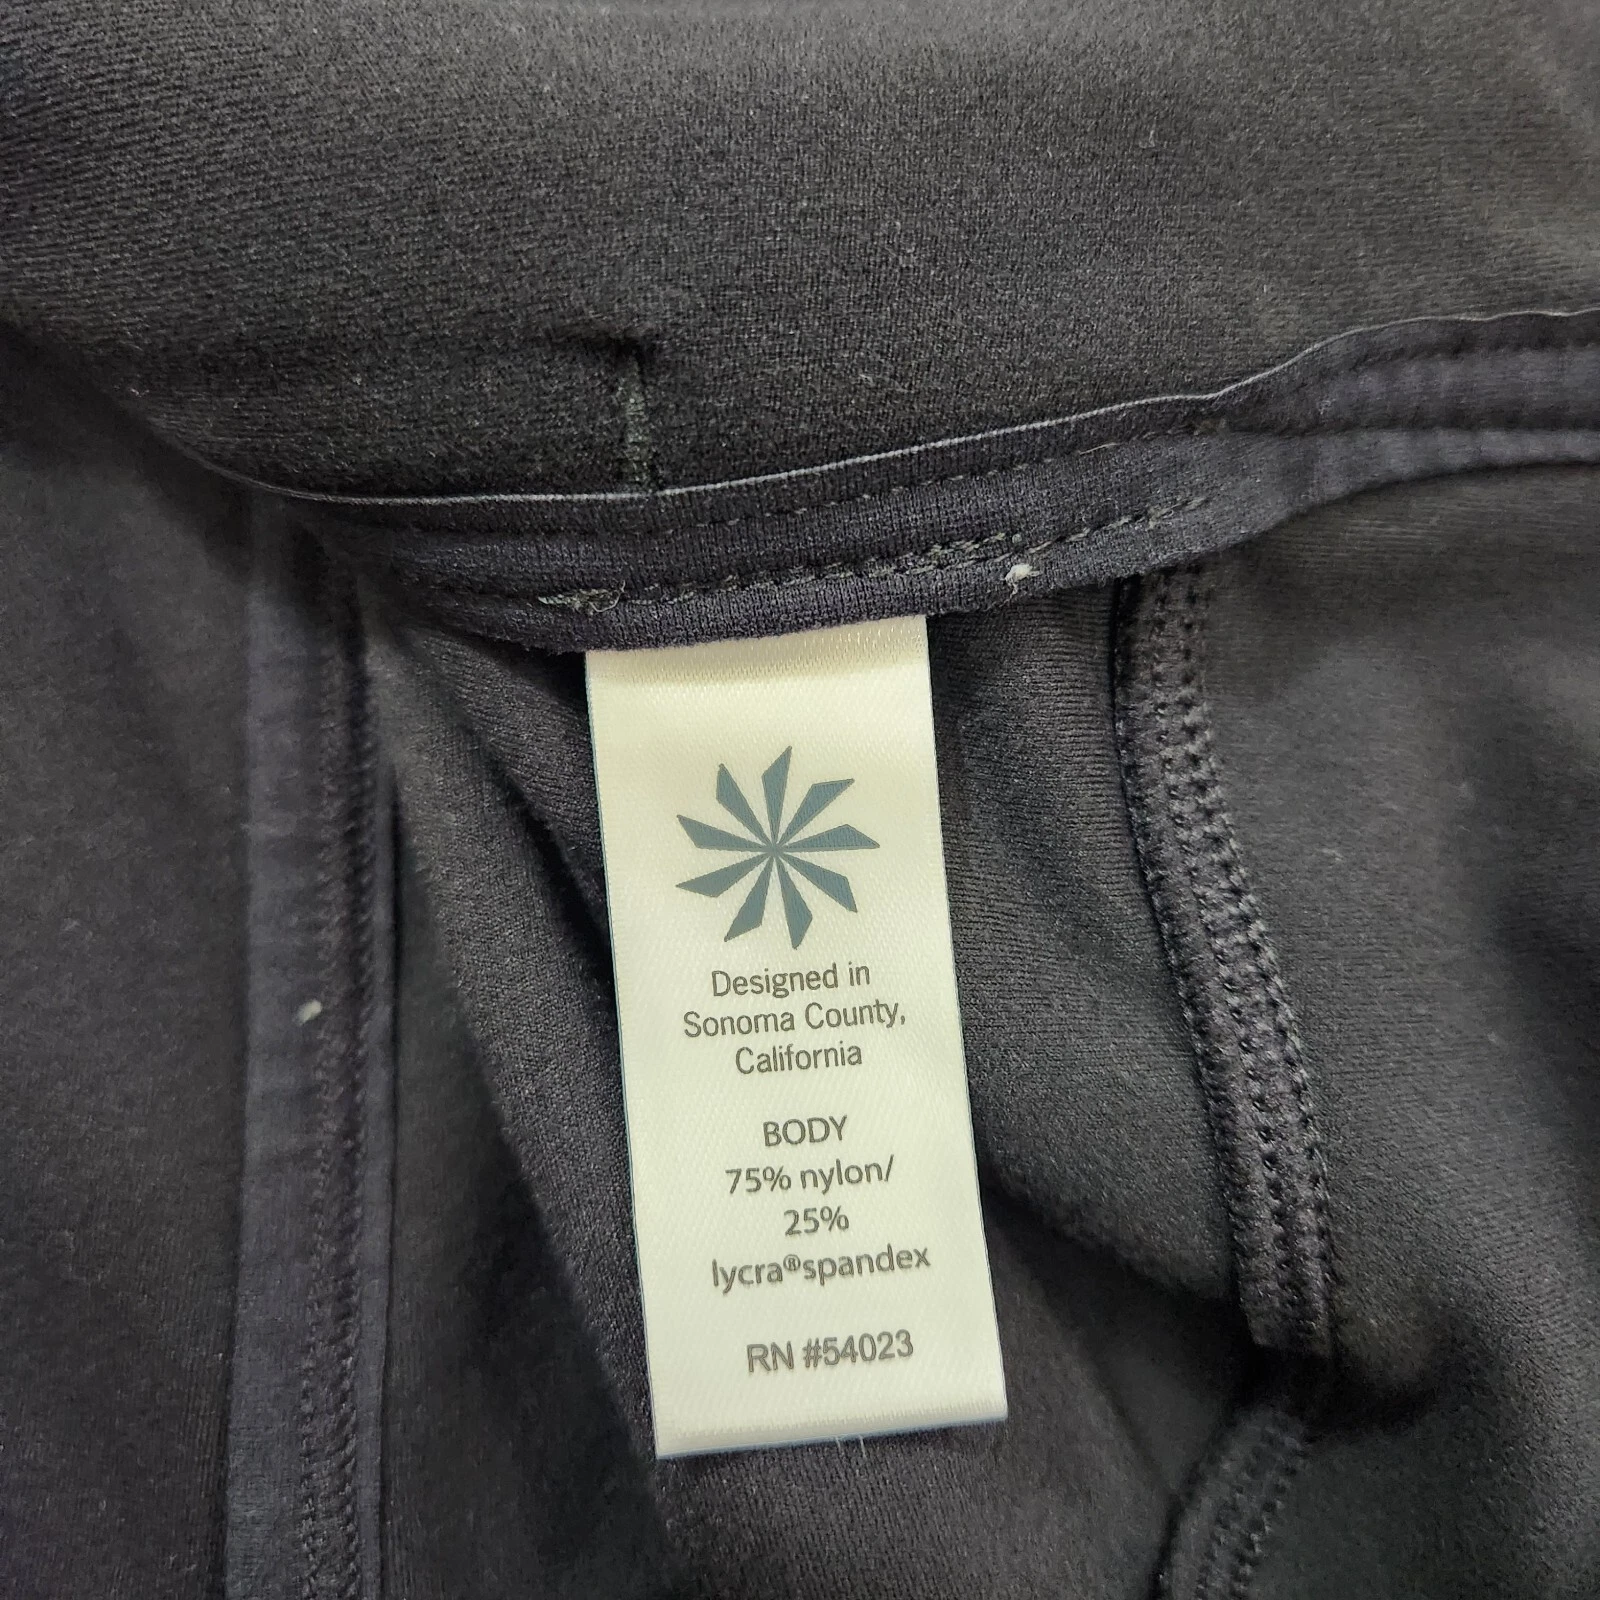 Designed in
Sonoma County,
California
BODY
75% nylon/
25%
lycra®spandex
RN #54023